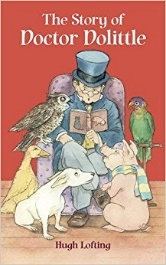 The Story of
Doctor Dolittle
Hugh Lofting